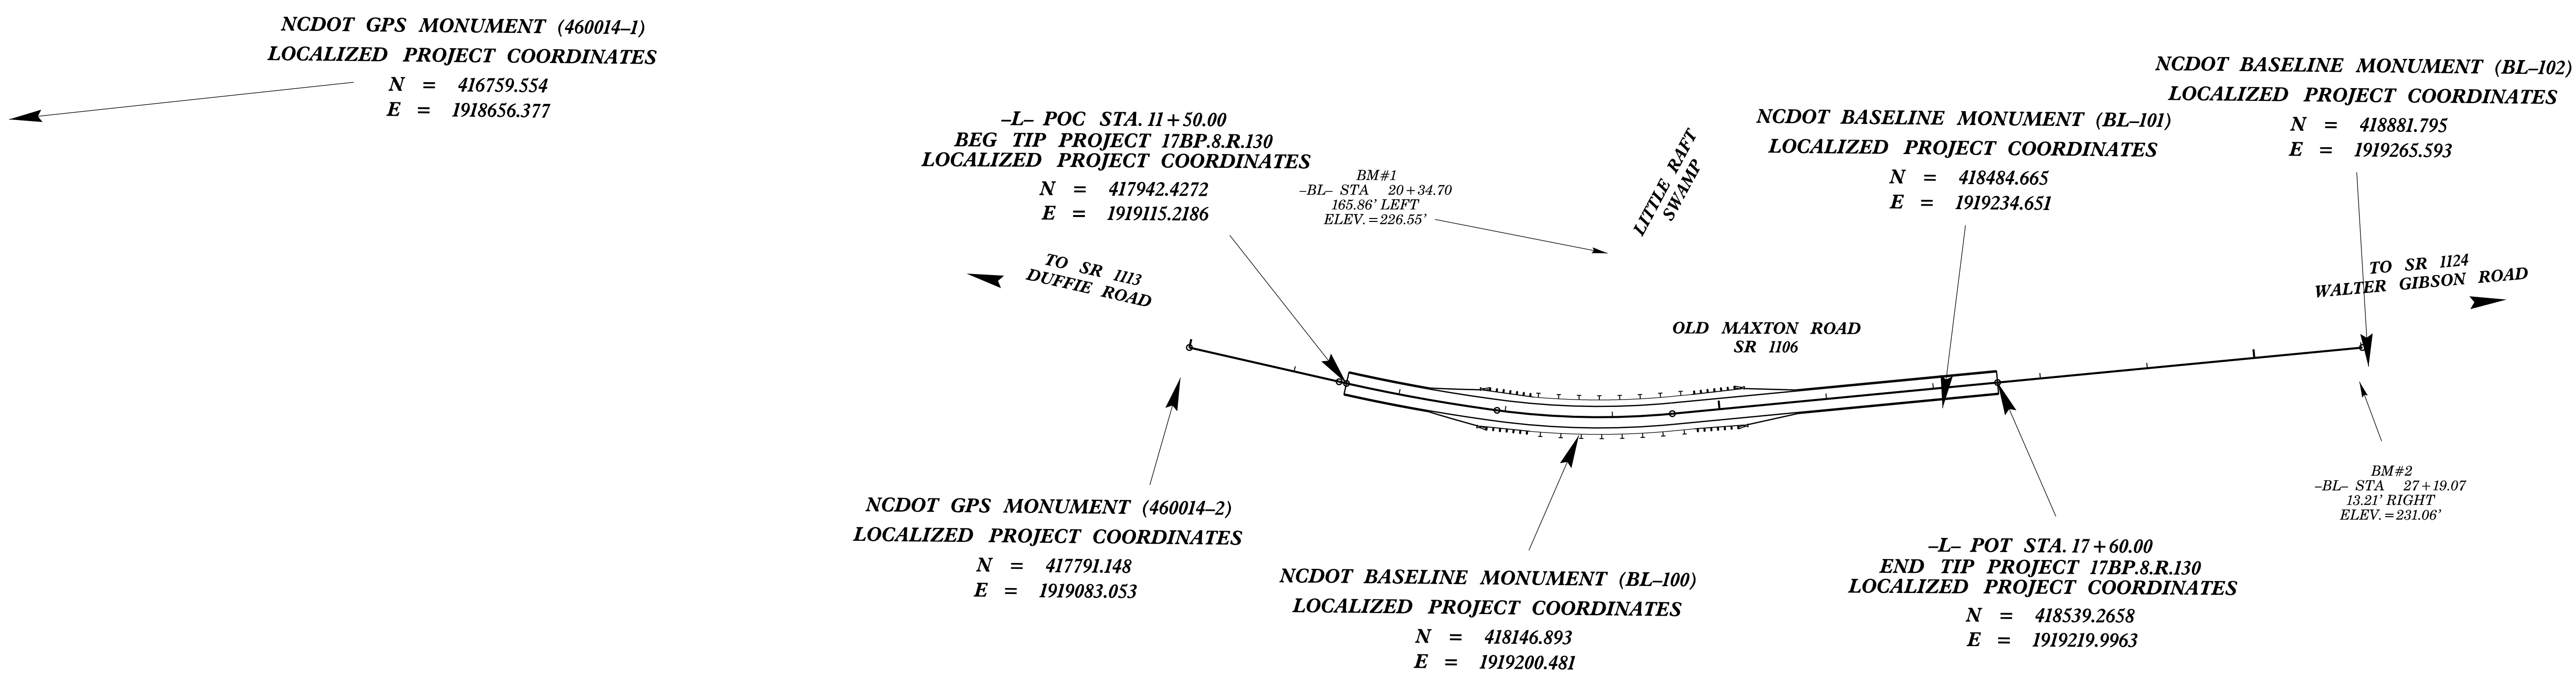 NCDOT GPS MONUMENT (460014-1)
LOCALIZED PROJECT COORDINATES
N = 416759.554
E = 1918656.377
-L- POC STA. 11+50.00
BEG TIP PROJECT 17BP.8.R.130
LOCALIZED PROJECT COORDINATES
N = 417942.4272
E = 1919115.2186
BM#1
-BL- STA 20+34.70
165.86' LEFT
ELEV.=226.55'
LITTLE RAFT
SWAMP
NCDOT BASELINE MONUMENT (BL-101)
LOCALIZED PROJECT COORDINATES
N = 418484.665
E = 1919234.651
NCDOT BASELINE MONUMENT (BL-102)
LOCALIZED PROJECT COORDINATES
N = 418881.795
E = 1919265.593
TO SR 1113
DUFFIE ROAD
TO SR 1124
WALTER GIBSON ROAD
OLD MAXTON ROAD
SR 1106
NCDOT GPS MONUMENT (460014-2)
LOCALIZED PROJECT COORDINATES
N = 417791.148
E = 1919083.053
NCDOT BASELINE MONUMENT (BL-100)
LOCALIZED PROJECT COORDINATES
N = 418146.893
E = 1919200.481
-L- POT STA. 17+60.00
END TIP PROJECT 17BP.8.R.130
LOCALIZED PROJECT COORDINATES
N = 418539.2658
E = 1919219.9963
BM#2
-BL- STA 27+19.07
13.21' RIGHT
ELEV.=231.06'